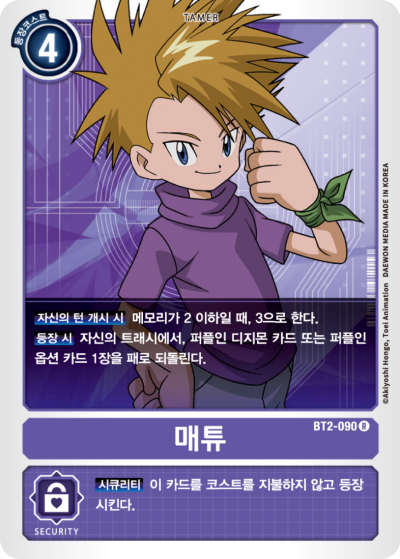 TAMER
등장코스트
4
자신의 턴 개시 시 메모리가 2 이하일 때, 3으로 한다.
등장 시 자신의 트래시에서, 퍼플인 디지몬 카드 또는 퍼플인
옵션 카드 1장을 패로 되돌린다.
©Akiyoshi Hongo, Toei Animation DAEWON MEDIA MADE IN KOREA
BT2-090 R
매튜
시큐리티 이 카드를 코스트를 지불하지 않고 등장
시킨다.
SECURITY